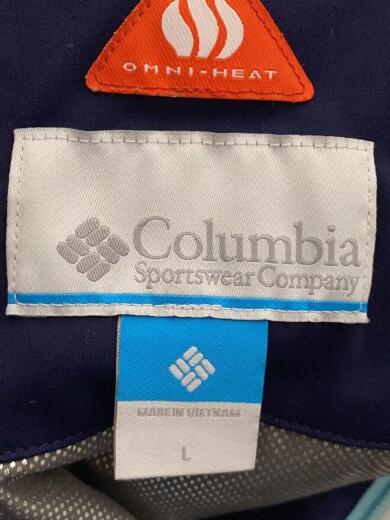 OMNI-HEAT
Columbia
Sportswear Company
MADE IN VIETNAM
L